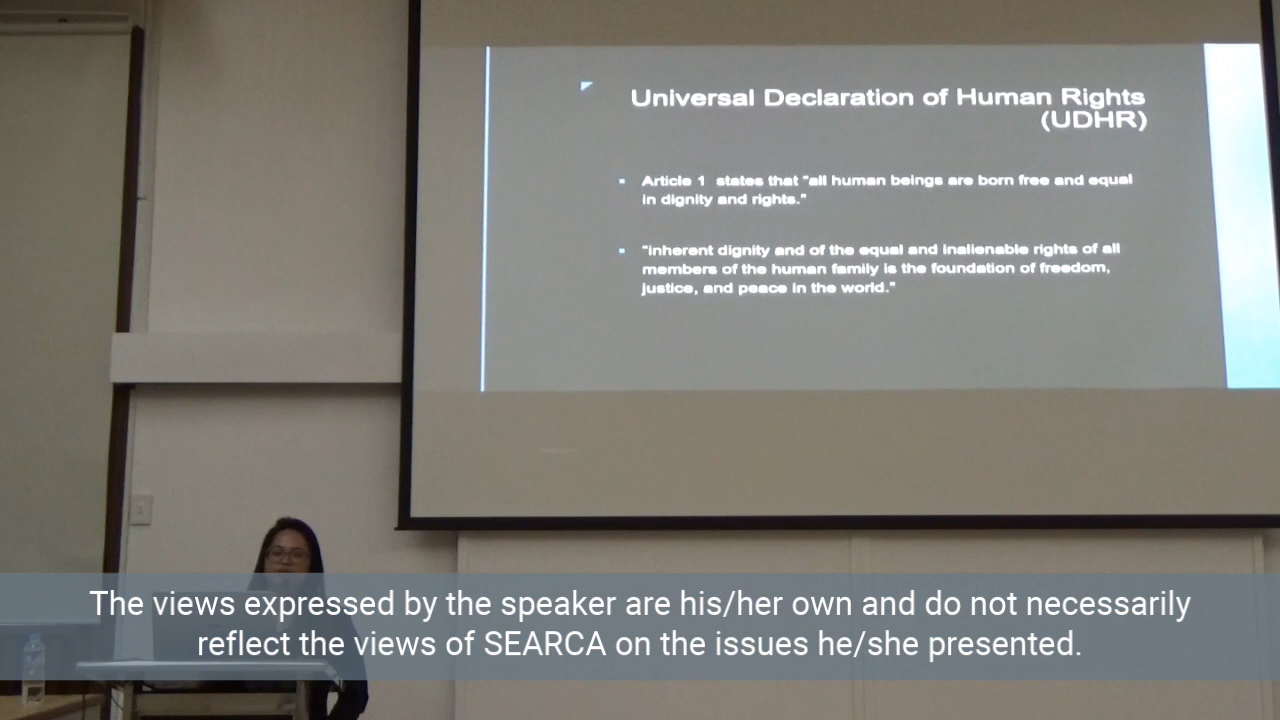 Universal Declaration of Human Rights
(UDHR)
Article 1 states that "all human beings are born free and equal
in dignity and rights."
"inherent dignity and of the equal and inalienable rights of all
members of the human family is the foundation of freedom,
justice, and peace in the world."
The views expressed by the speaker are his/her own and do not necessarily
reflect the views of SEARCA on the issues he/she presented.